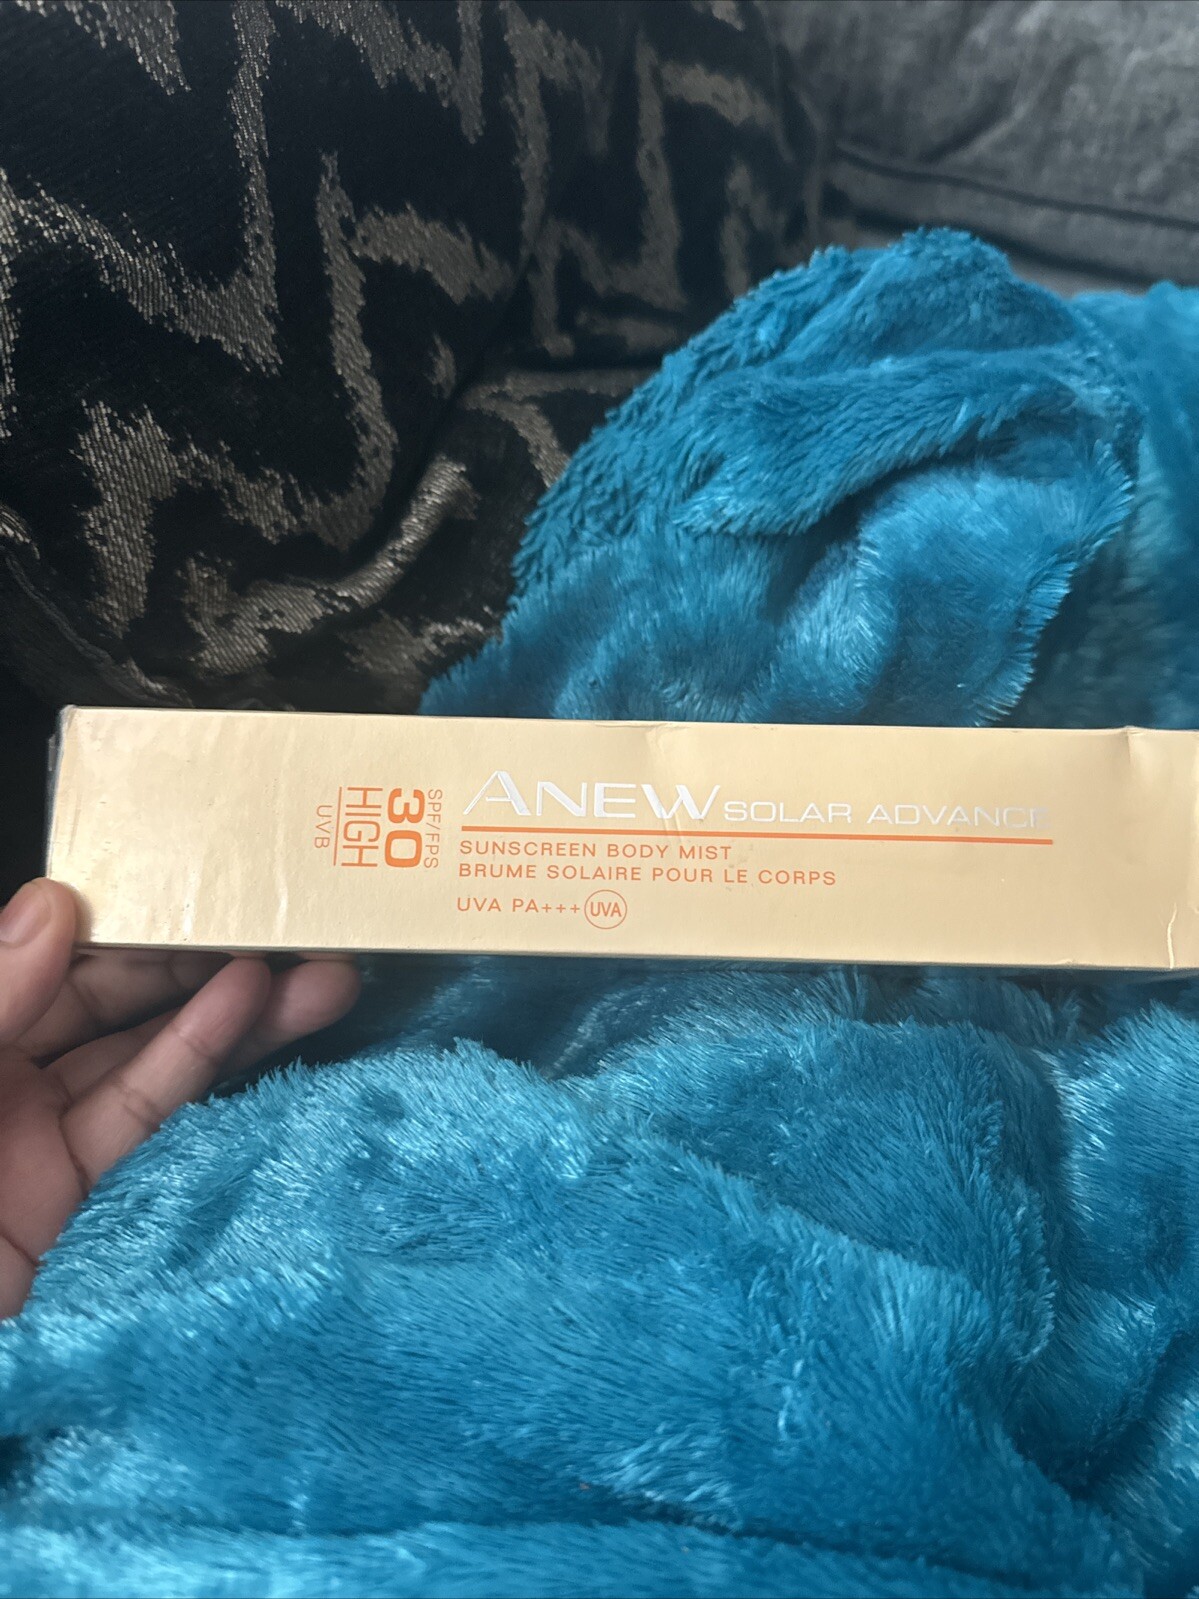 SPF/FPS
30
HIGH
UVB
ANEW SOLAR ADVANCE
SUNSCREEN BODY MIST
BRUME SOLAIRE POUR LE CORPS
UVA PA+++ UVA